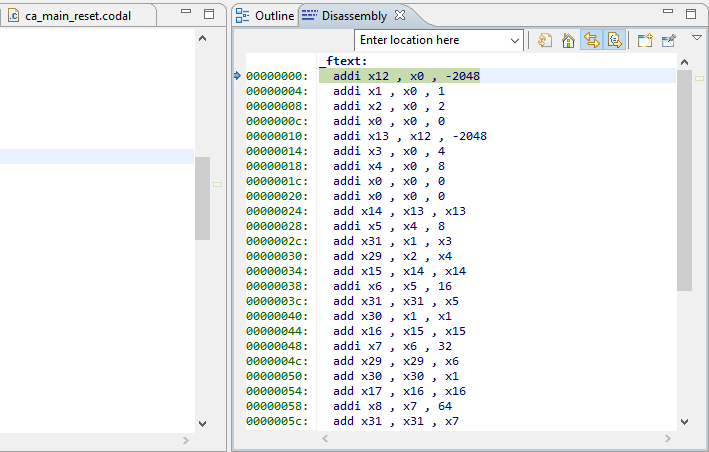 ca_main_reset.codal
Outline
Disassembly
Enter location here
_ftext:
00000000: addi x12 , x0 , -2048
00000004: addi x1 , x0 , 1
00000008: addi x2 , x0 , 2
0000000c: addi x0 , x0 , 0
00000010: addi x13 , x12 , -2048
00000014: addi x3 , x0 , 4
00000018: addi x4 , x0 , 8
0000001c: addi x0 , x0 , 0
00000020: addi x0 , x0 , 0
00000024: add x14 , x13 , x13
00000028: addi x5 , x4 , 8
0000002c: add x31 , x1 , x3
00000030: add x29 , x2 , x4
00000034: add x15 , x14 , x14
00000038: addi x6 , x5 , 16
0000003c: add x31 , x31 , x5
00000040: add x30 , x1 , x1
00000044: add x16 , x15 , x15
00000048: addi x7 , x6 , 32
0000004c: add x29 , x29 , x6
00000050: add x30 , x30 , x1
00000054: add x17 , x16 , x16
00000058: addi x8 , x7 , 64
0000005c: add x31 , x31 , x7